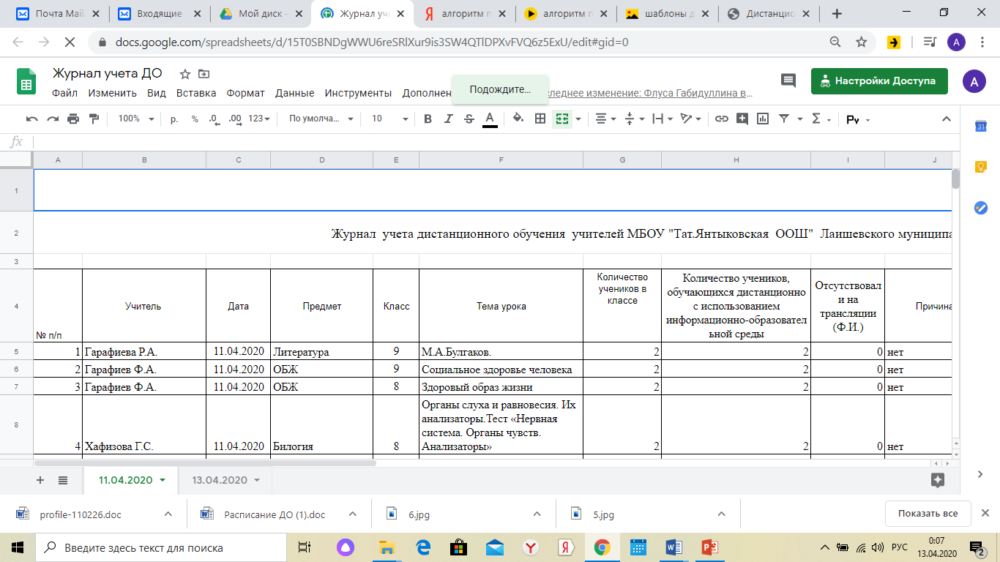 Почта Mail
Входящие
Мой диск –
Журнал уч
алгоритм п
алгоритм п
шаблоны д
Дистанцио
docs.google.com/spreadsheets/d/15T0SBNDgWWU6reSRlXur9is3SW4QTlDPXvFVQ6z5ExU/edit#gid=0
А
Журнал учета ДО
Файл Изменить Вид Вставка Формат Данные Инструменты Дополнен
Подождите...
следнее изменение: Флуса Габидуллина в...
Настройки Доступа
А
100% р. % .0 .00 123 По умолча... 10 B I S A Σ Ру
31
fx
A B C D E F G H I J
1
2 Журнал учета дистанционного обучения учителей МБОУ "Тат.Янтыковская ООШ" Лаишевского муниципа
3
4 № п/п Учитель Дата Предмет Класс Тема урока
Количество
учеников в
классе
Количество учеников,
обучающихся дистанционно
с использованием
информационно-образовател
ьной среды
Отсутствовал
и на
трансляции
(Ф.И.)
Причина
5 1 Гарафиева Р.А. 11.04.2020 Литература 9 М.А.Булгаков. 2 2 0 нет
6 2 Гарафиев Ф.А. 11.04.2020 ОБЖ 9 Социальное здоровье человека 2 2 0 нет
7 3 Гарафиев Ф.А. 11.04.2020 ОБЖ 8 Здоровый образ жизни 2 2 0 нет
8 4 Хафизова Г.С. 11.04.2020 Билогия 8
Органы слуха и равновесия. Их
анализаторы.Тест «Нервная
система. Органы чувств.
Анализаторы»
2 2 0 нет
11.04.2020 13.04.2020
profile-110226.doc
Расписание ДО (1).doc
6.jpg
5.jpg
Показать все
Введите здесь текст для поиска
РУС
0:07
13.04.2020
2